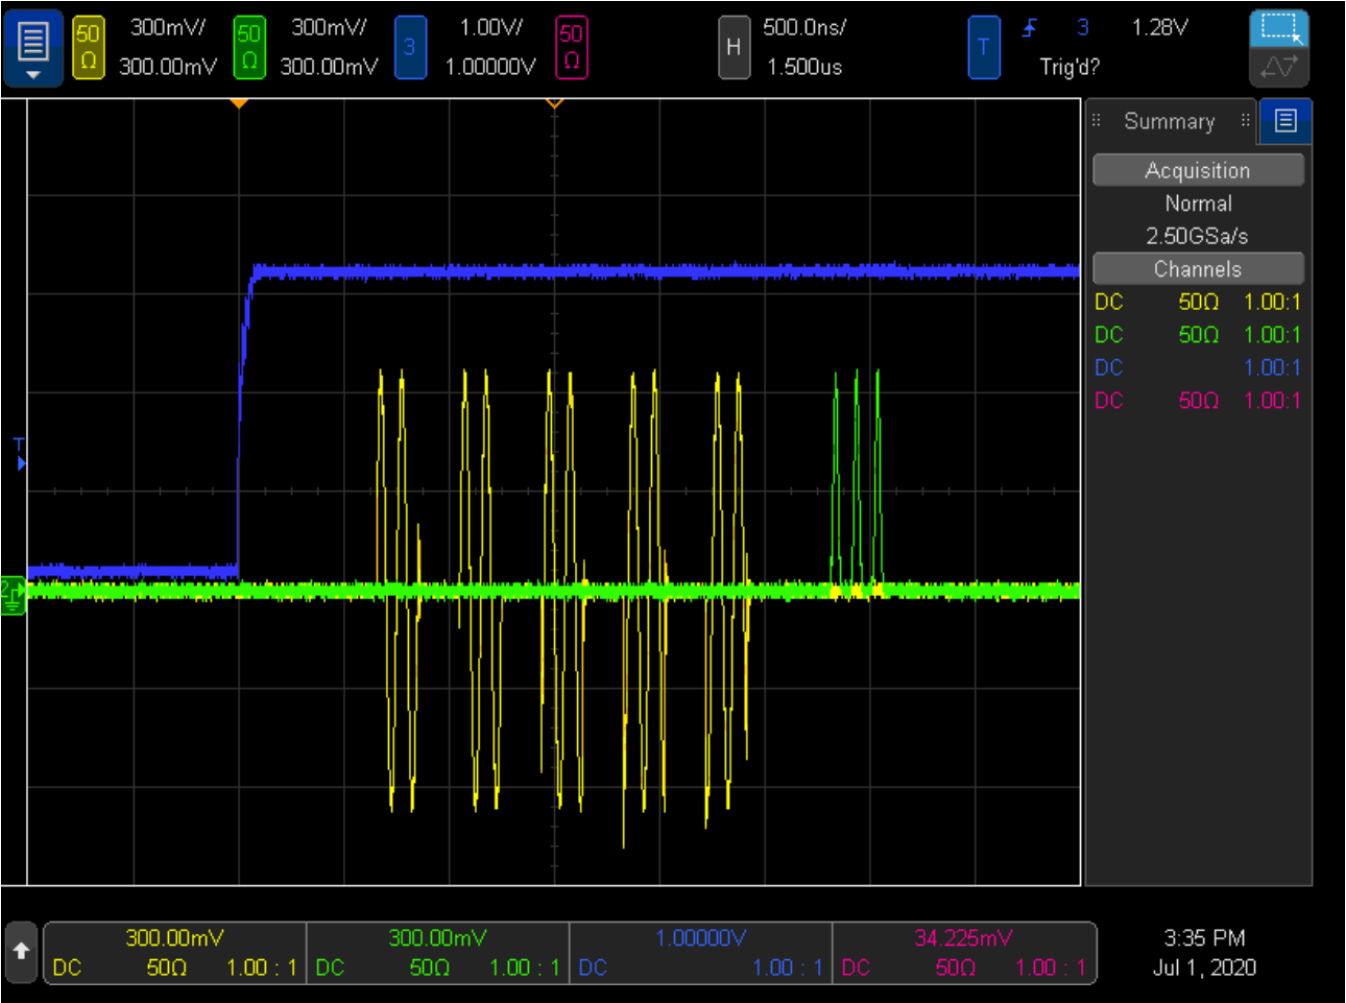 50 Ω 300mV/ 300.00mV 50 Ω 300mV/ 300.00mV 3 1.00V/ 1.00000V 50 Ω H 500.0ns/ 1.500us T 3 1.28V Trig'd?
Summary
Acquisition
Normal
2.50GSa/s
Channels
DC 50Ω 1.00:1
DC 50Ω 1.00:1
DC 1.00:1
DC 50Ω 1.00:1
T
2
300.00mV 300.00mV 1.00000V 34.225mV 3:35 PM
DC 50Ω 1.00 : 1 DC 50Ω 1.00 : 1 DC 1.00 : 1 DC 50Ω 1.00 : 1 Jul 1, 2020